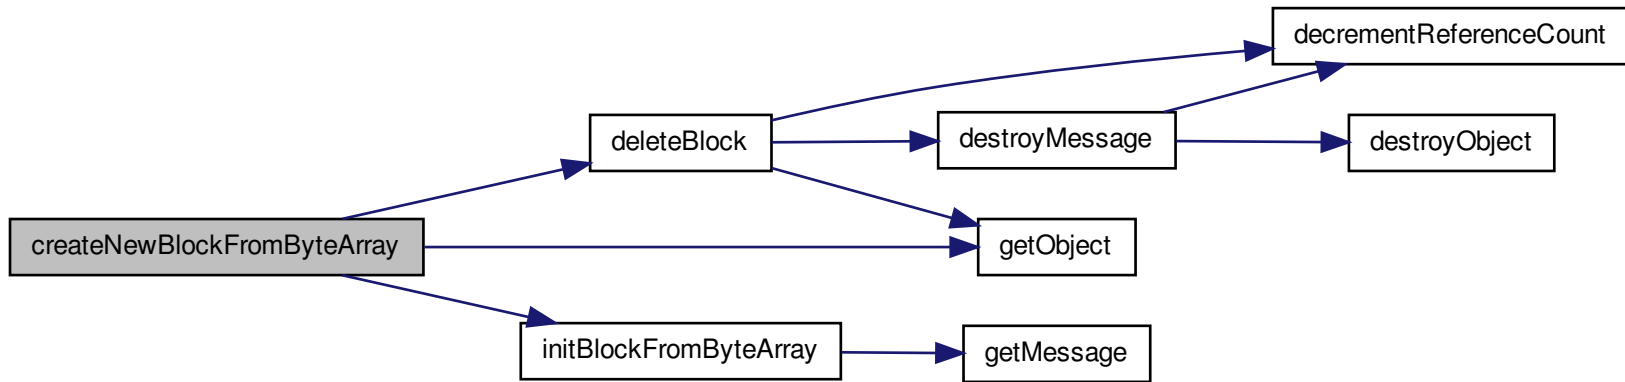 decrementReferenceCount
deleteBlock
destroyMessage
destroyObject
createNewBlockFromByteArray
getObject
initBlockFromByteArray
getMessage